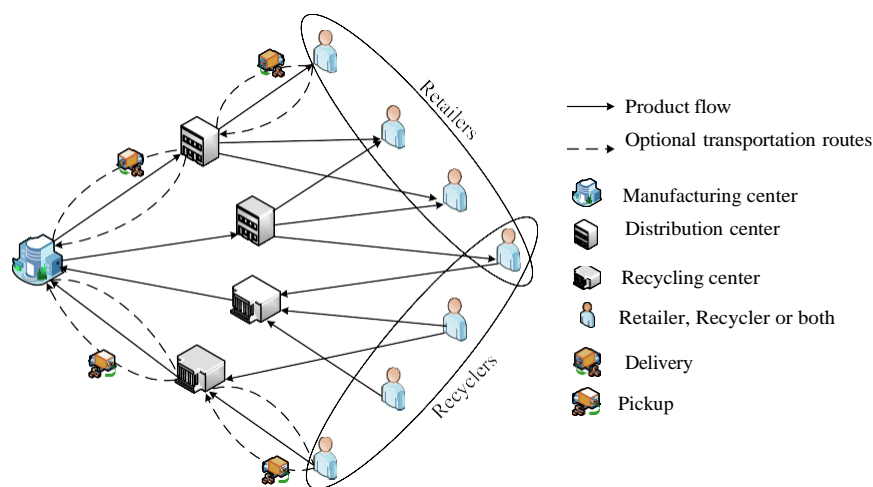 Retailers
Recyclers
Product flow
Optional transportation routes
Manufacturing center
Distribution center
Recycling center
Retailer, Recycler or both
Delivery
Pickup